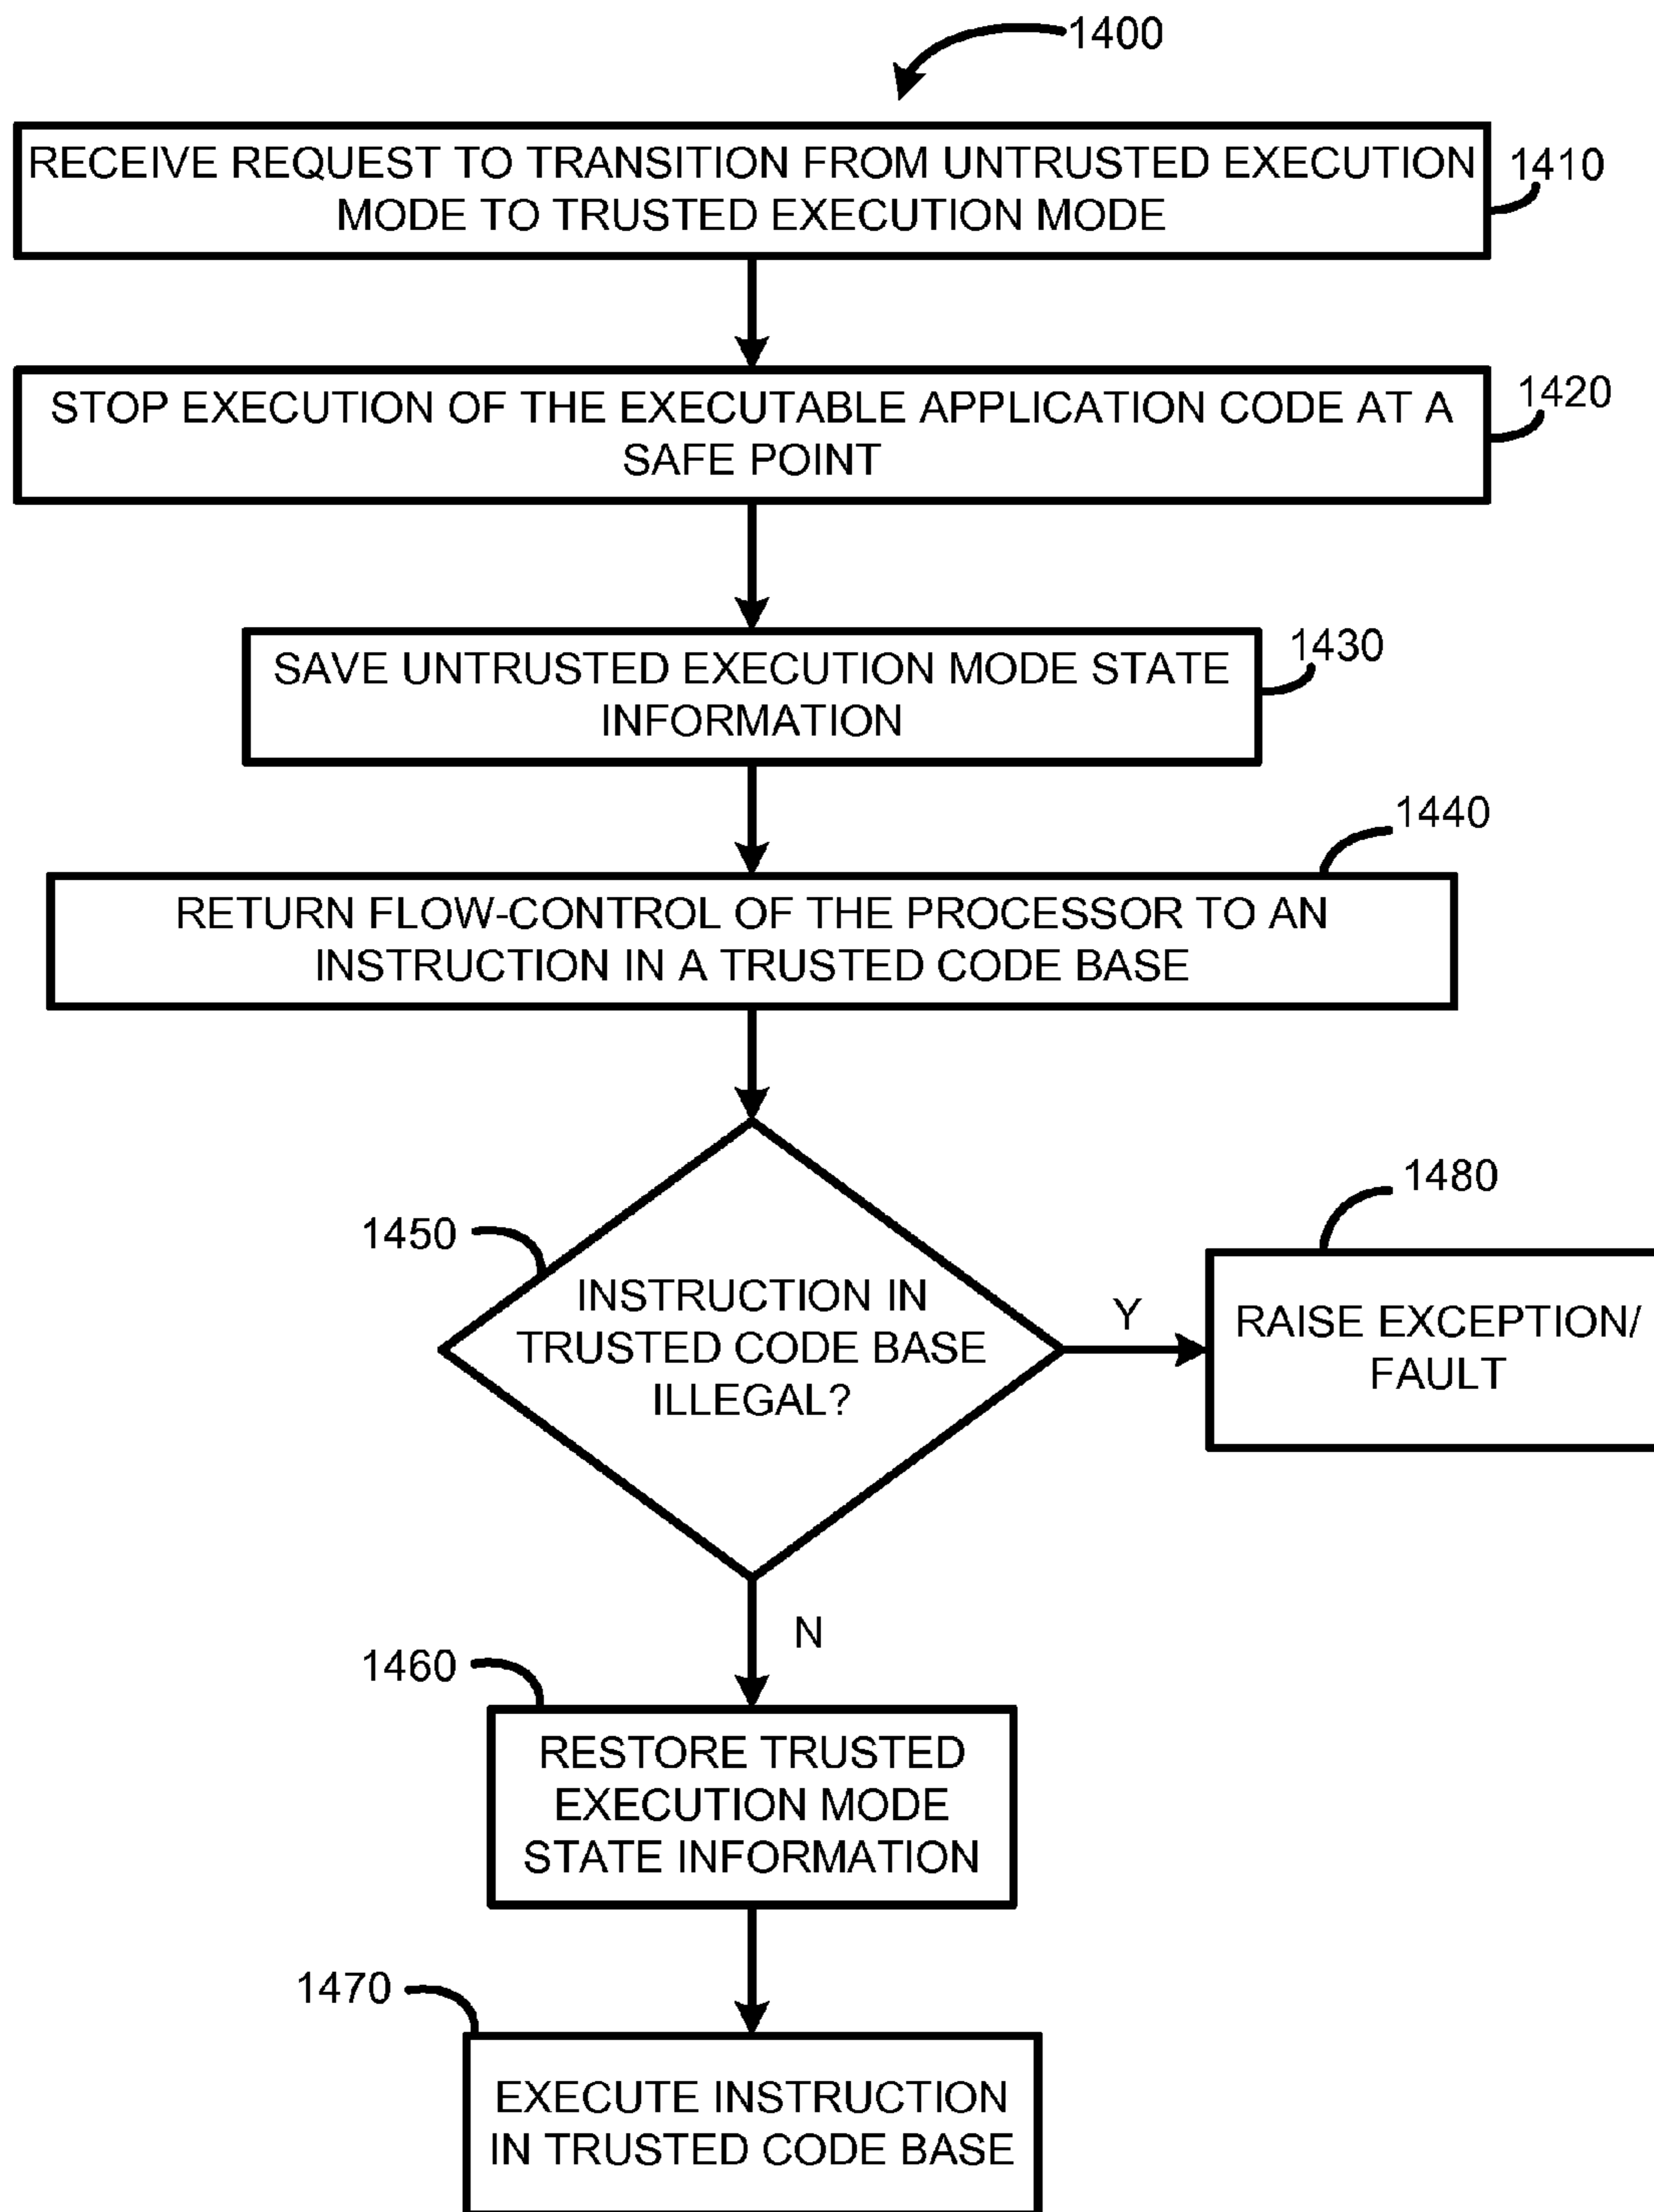 1400
RECEIVE REQUEST TO TRANSITION FROM UNTRUSTED EXECUTION
MODE TO TRUSTED EXECUTION MODE
1410
STOP EXECUTION OF THE EXECUTABLE APPLICATION CODE AT A
SAFE POINT
1420
SAVE UNTRUSTED EXECUTION MODE STATE
INFORMATION
1430
1440
RETURN FLOW-CONTROL OF THE PROCESSOR TO AN
INSTRUCTION IN A TRUSTED CODE BASE
1450
INSTRUCTION IN
TRUSTED CODE BASE
ILLEGAL?
Y
1480
RAISE EXCEPTION/
FAULT
N
1460
RESTORE TRUSTED
EXECUTION MODE
STATE INFORMATION
1470
EXECUTE INSTRUCTION
IN TRUSTED CODE BASE